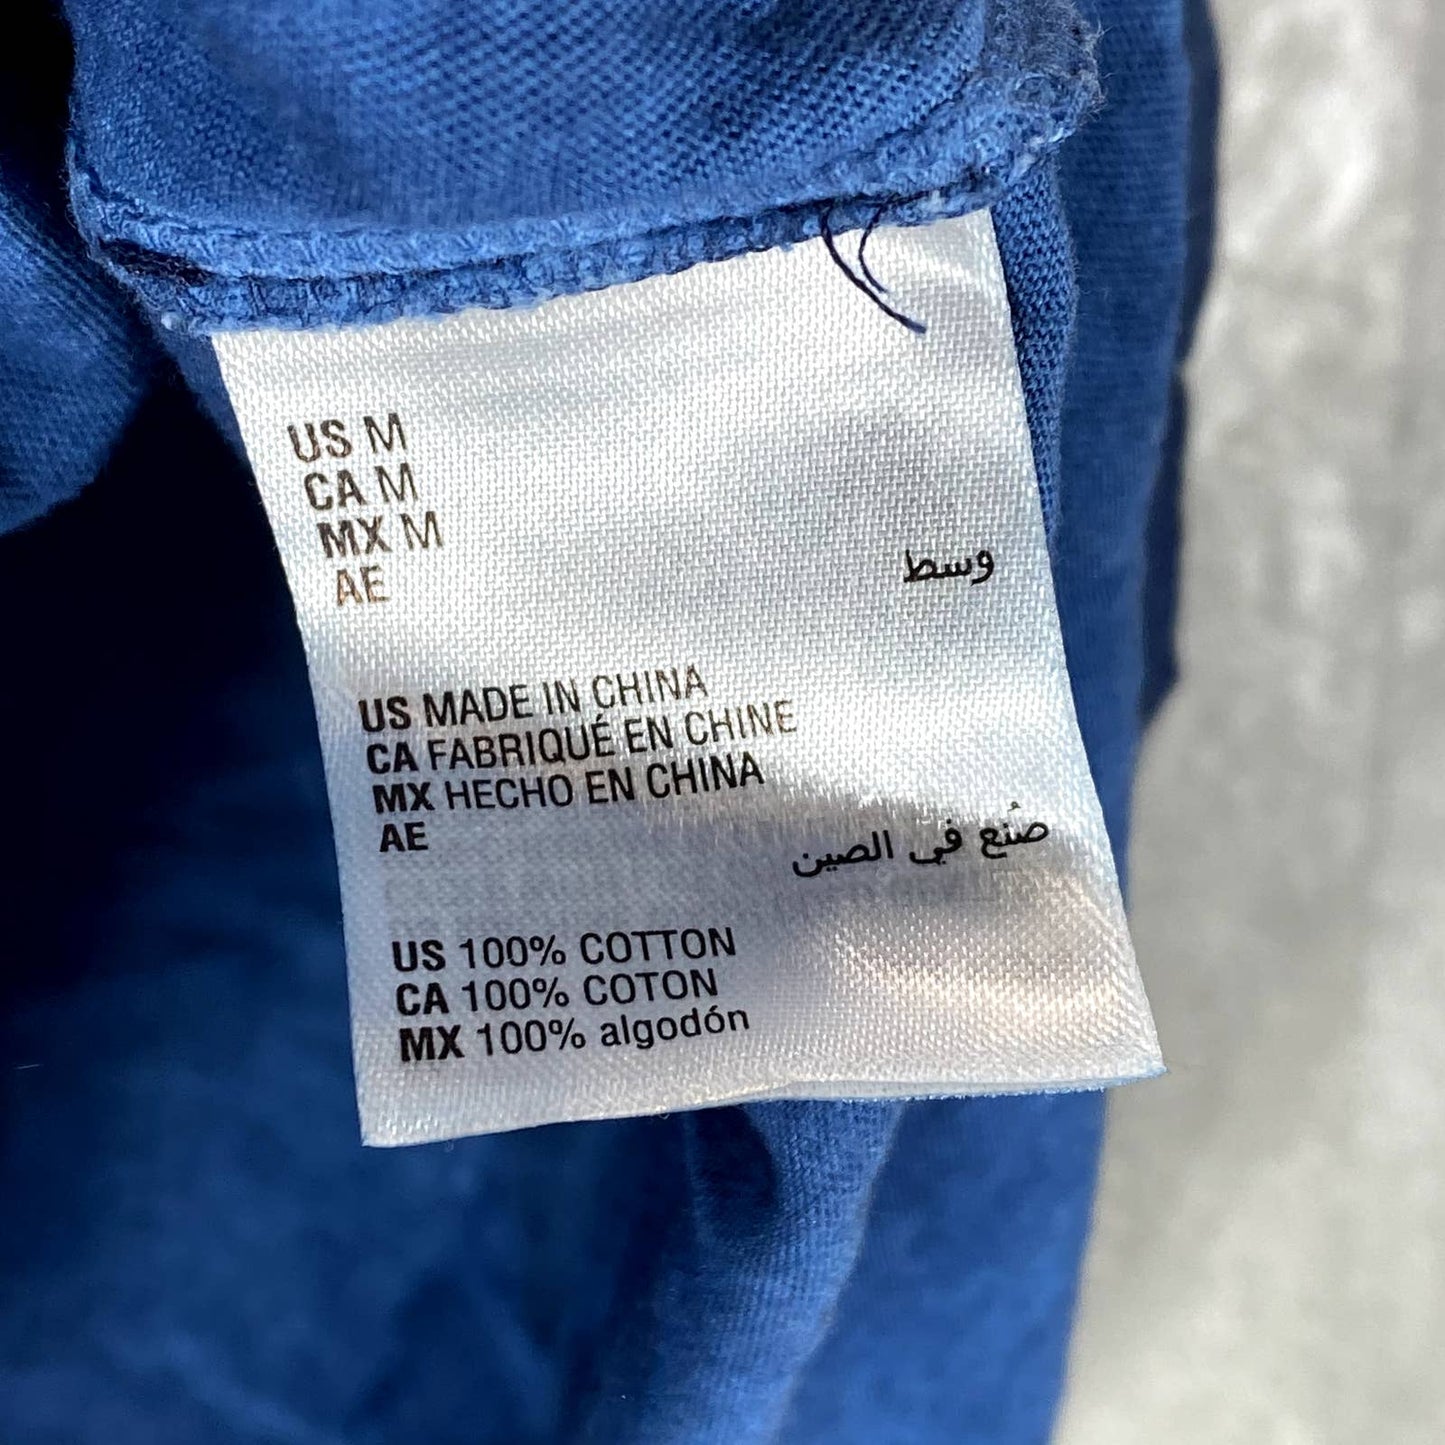 US M
CA M
MX M
AE وسط
US MADE IN CHINA
CA FABRIQUÉ EN CHINE
MX HECHO EN CHINA
AE صُنع في الصين
US 100% COTTON
CA 100% COTON
MX 100% algodón